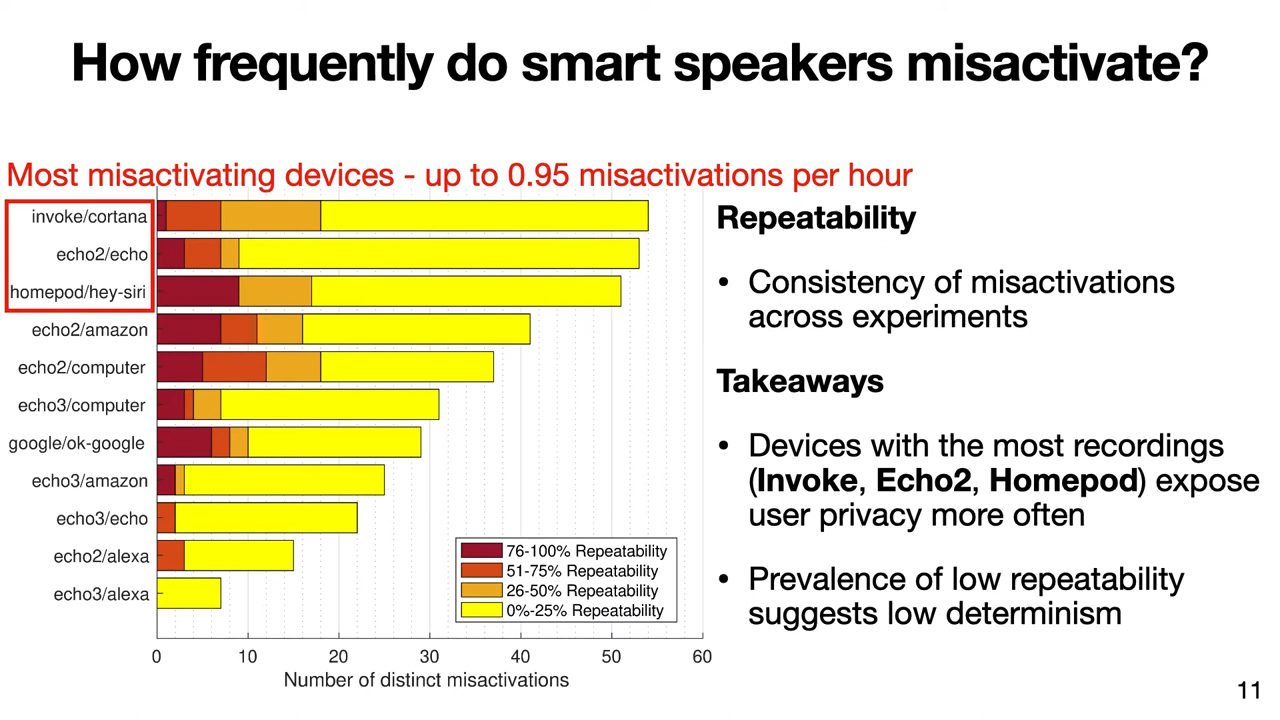 How frequently do smart speakers misactivate?
Most misactivating devices - up to 0.95 misactivations per hour
invoke/cortana
echo2/echo
homepod/hey-siri
echo2/amazon
echo2/computer
echo3/computer
google/ok-google
echo3/amazon
echo3/echo
echo2/alexa
echo3/alexa
76-100% Repeatability
51-75% Repeatability
26-50% Repeatability
0%-25% Repeatability
0 10 20 30 40 50 60
Number of distinct misactivations
Repeatability
• Consistency of misactivations
across experiments
Takeaways
• Devices with the most recordings
(Invoke, Echo2, Homepod) expose
user privacy more often
• Prevalence of low repeatability
suggests low determinism
11